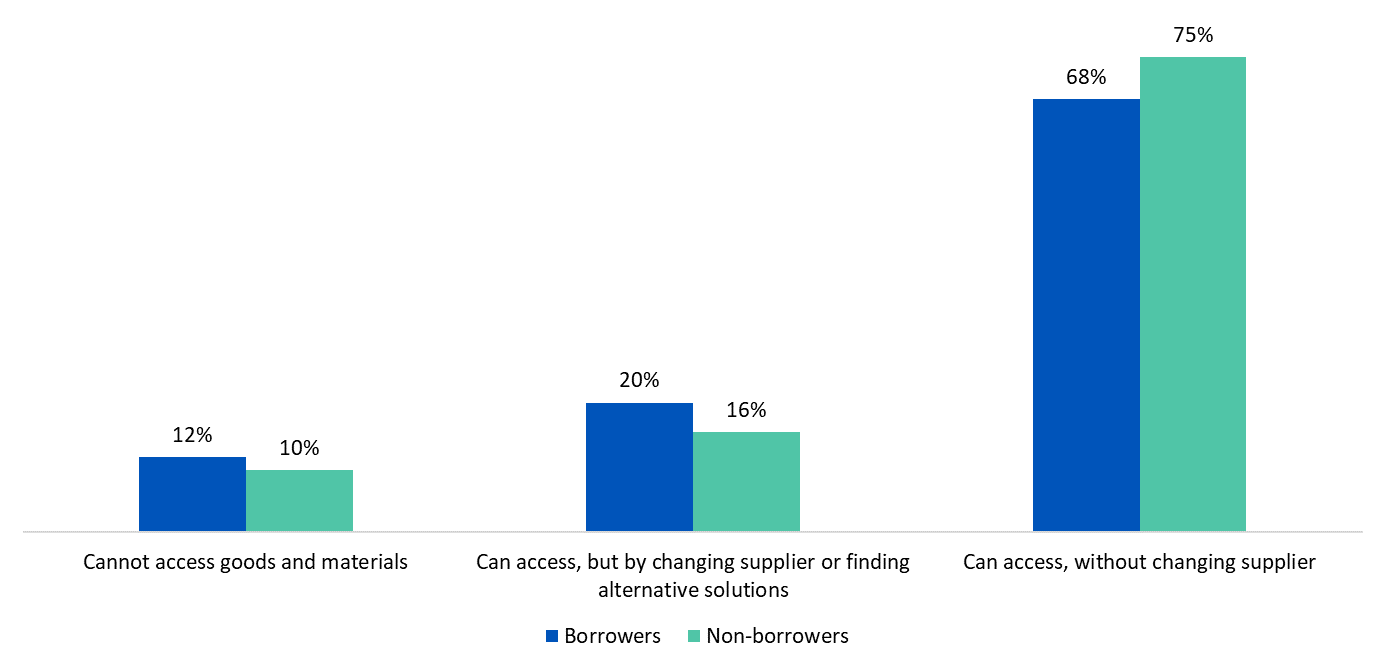 75%
68%
20%
16%
12%
10%
Cannot access goods and materials
Can access, but by changing supplier or finding
alternative solutions
Can access, without changing supplier
Borrowers
Non-borrowers